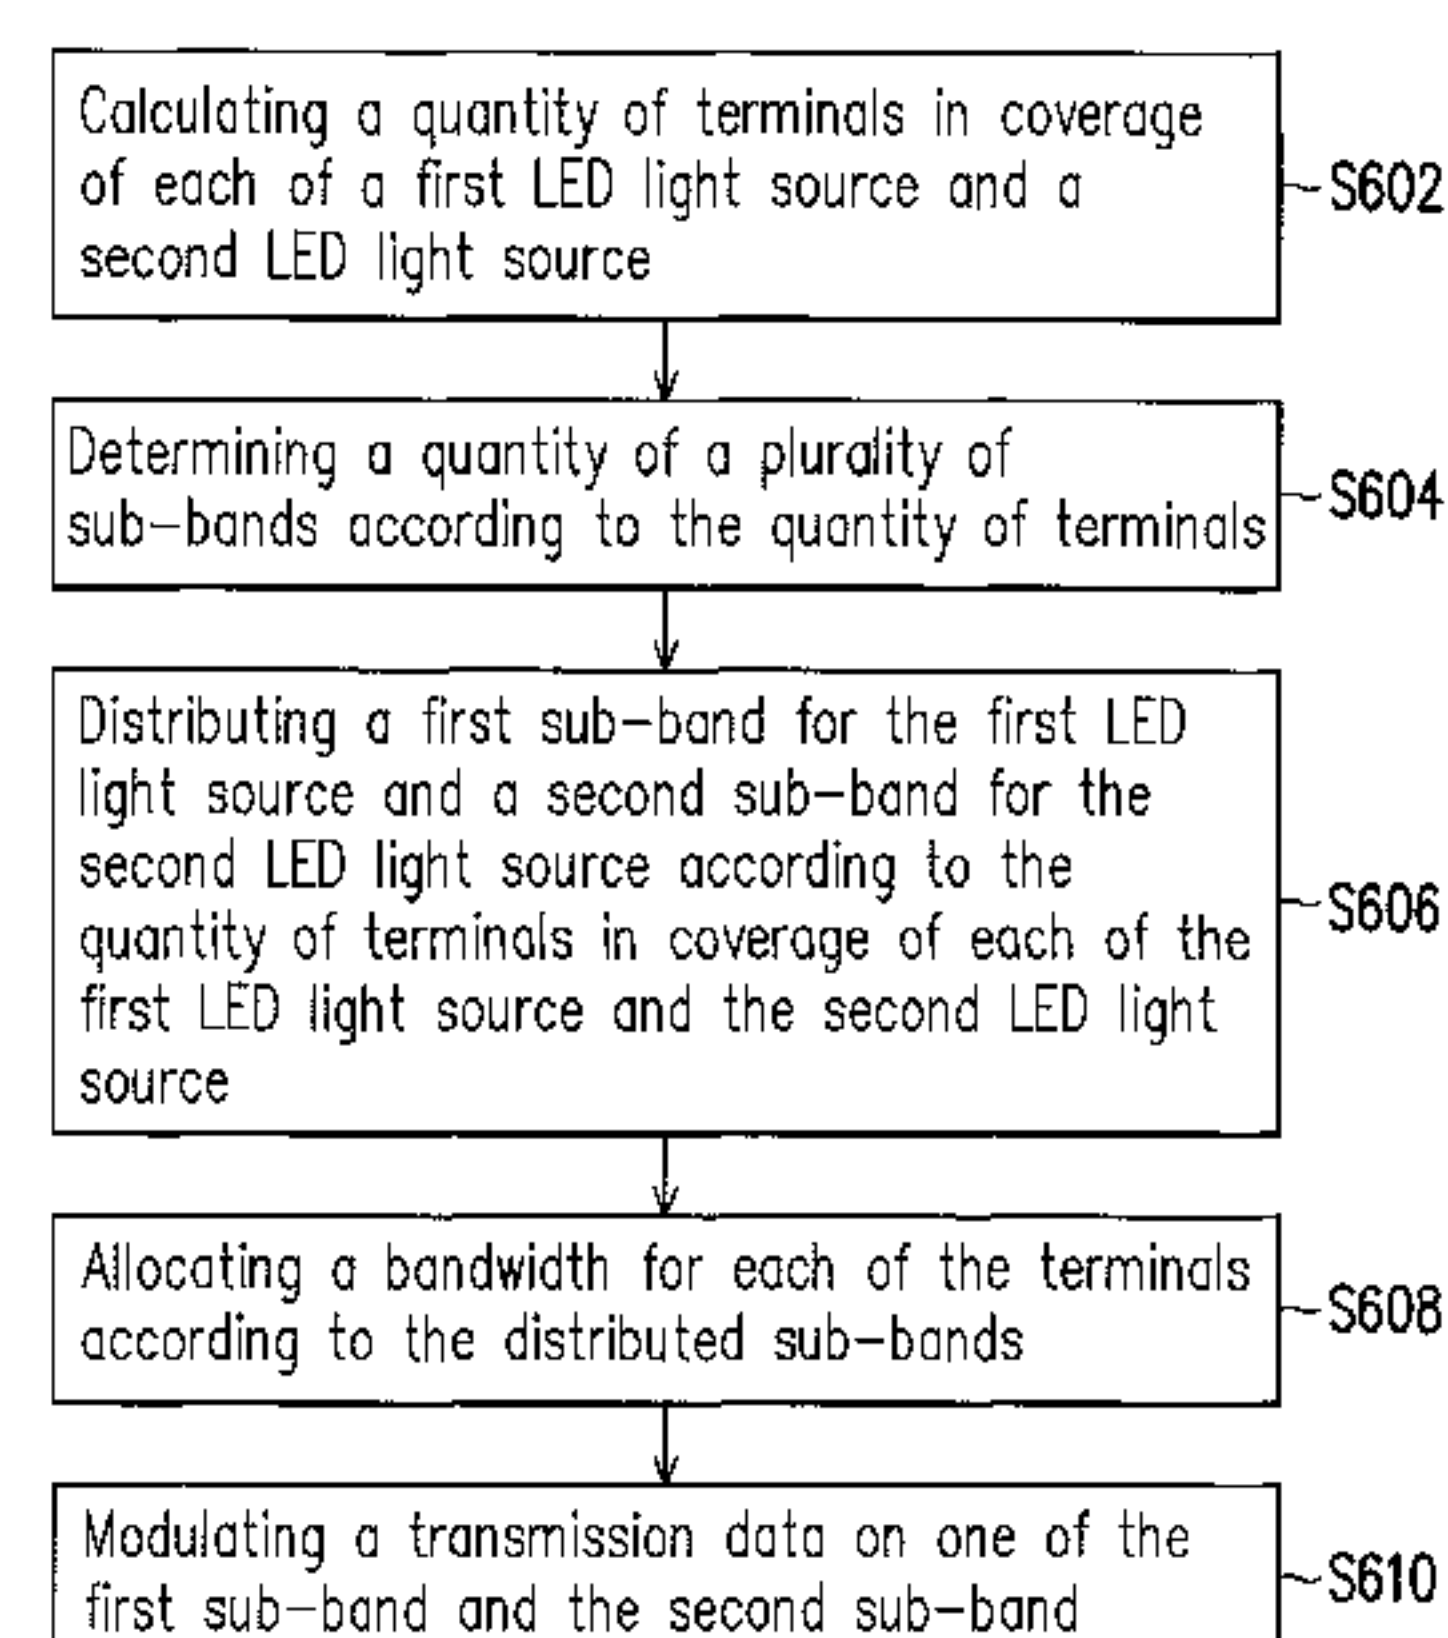 Calculating a quantity of terminals in coverage
of each of a first LED light source and a
second LED light source
S602
Determining a quantity of a plurality of
sub-bands according to the quantity of terminals
S604
Distributing a first sub-band for the first LED
light source and a second sub-band for the
second LED light source according to the
quantity of terminals in coverage of each of the
first LED light source and the second LED light
source
S606
Allocating a bandwidth for each of the terminals
according to the distributed sub-bands
S608
Modulating a transmission data on one of the
first sub-band and the second sub-band
S610